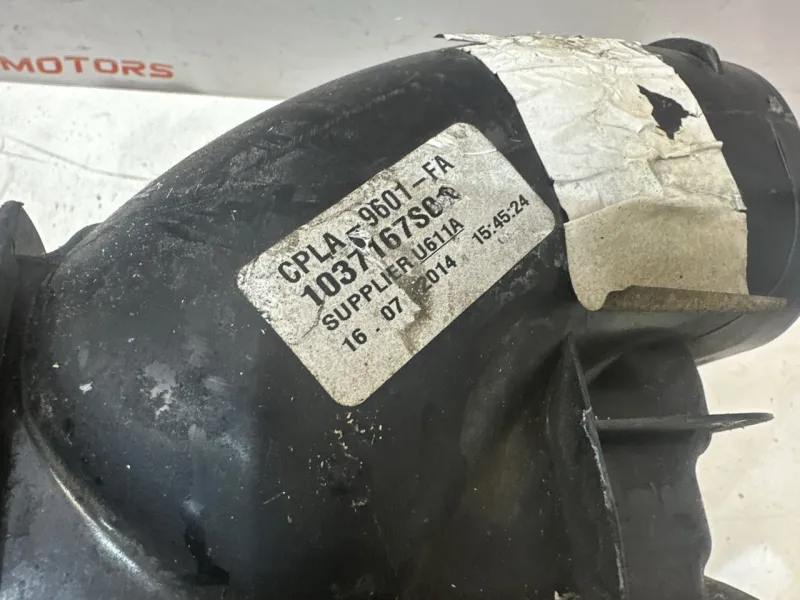 MOTORS
CPLA-9601-FA
1037167S
SUPPLIER U611A
16-07 2014 15:45:24